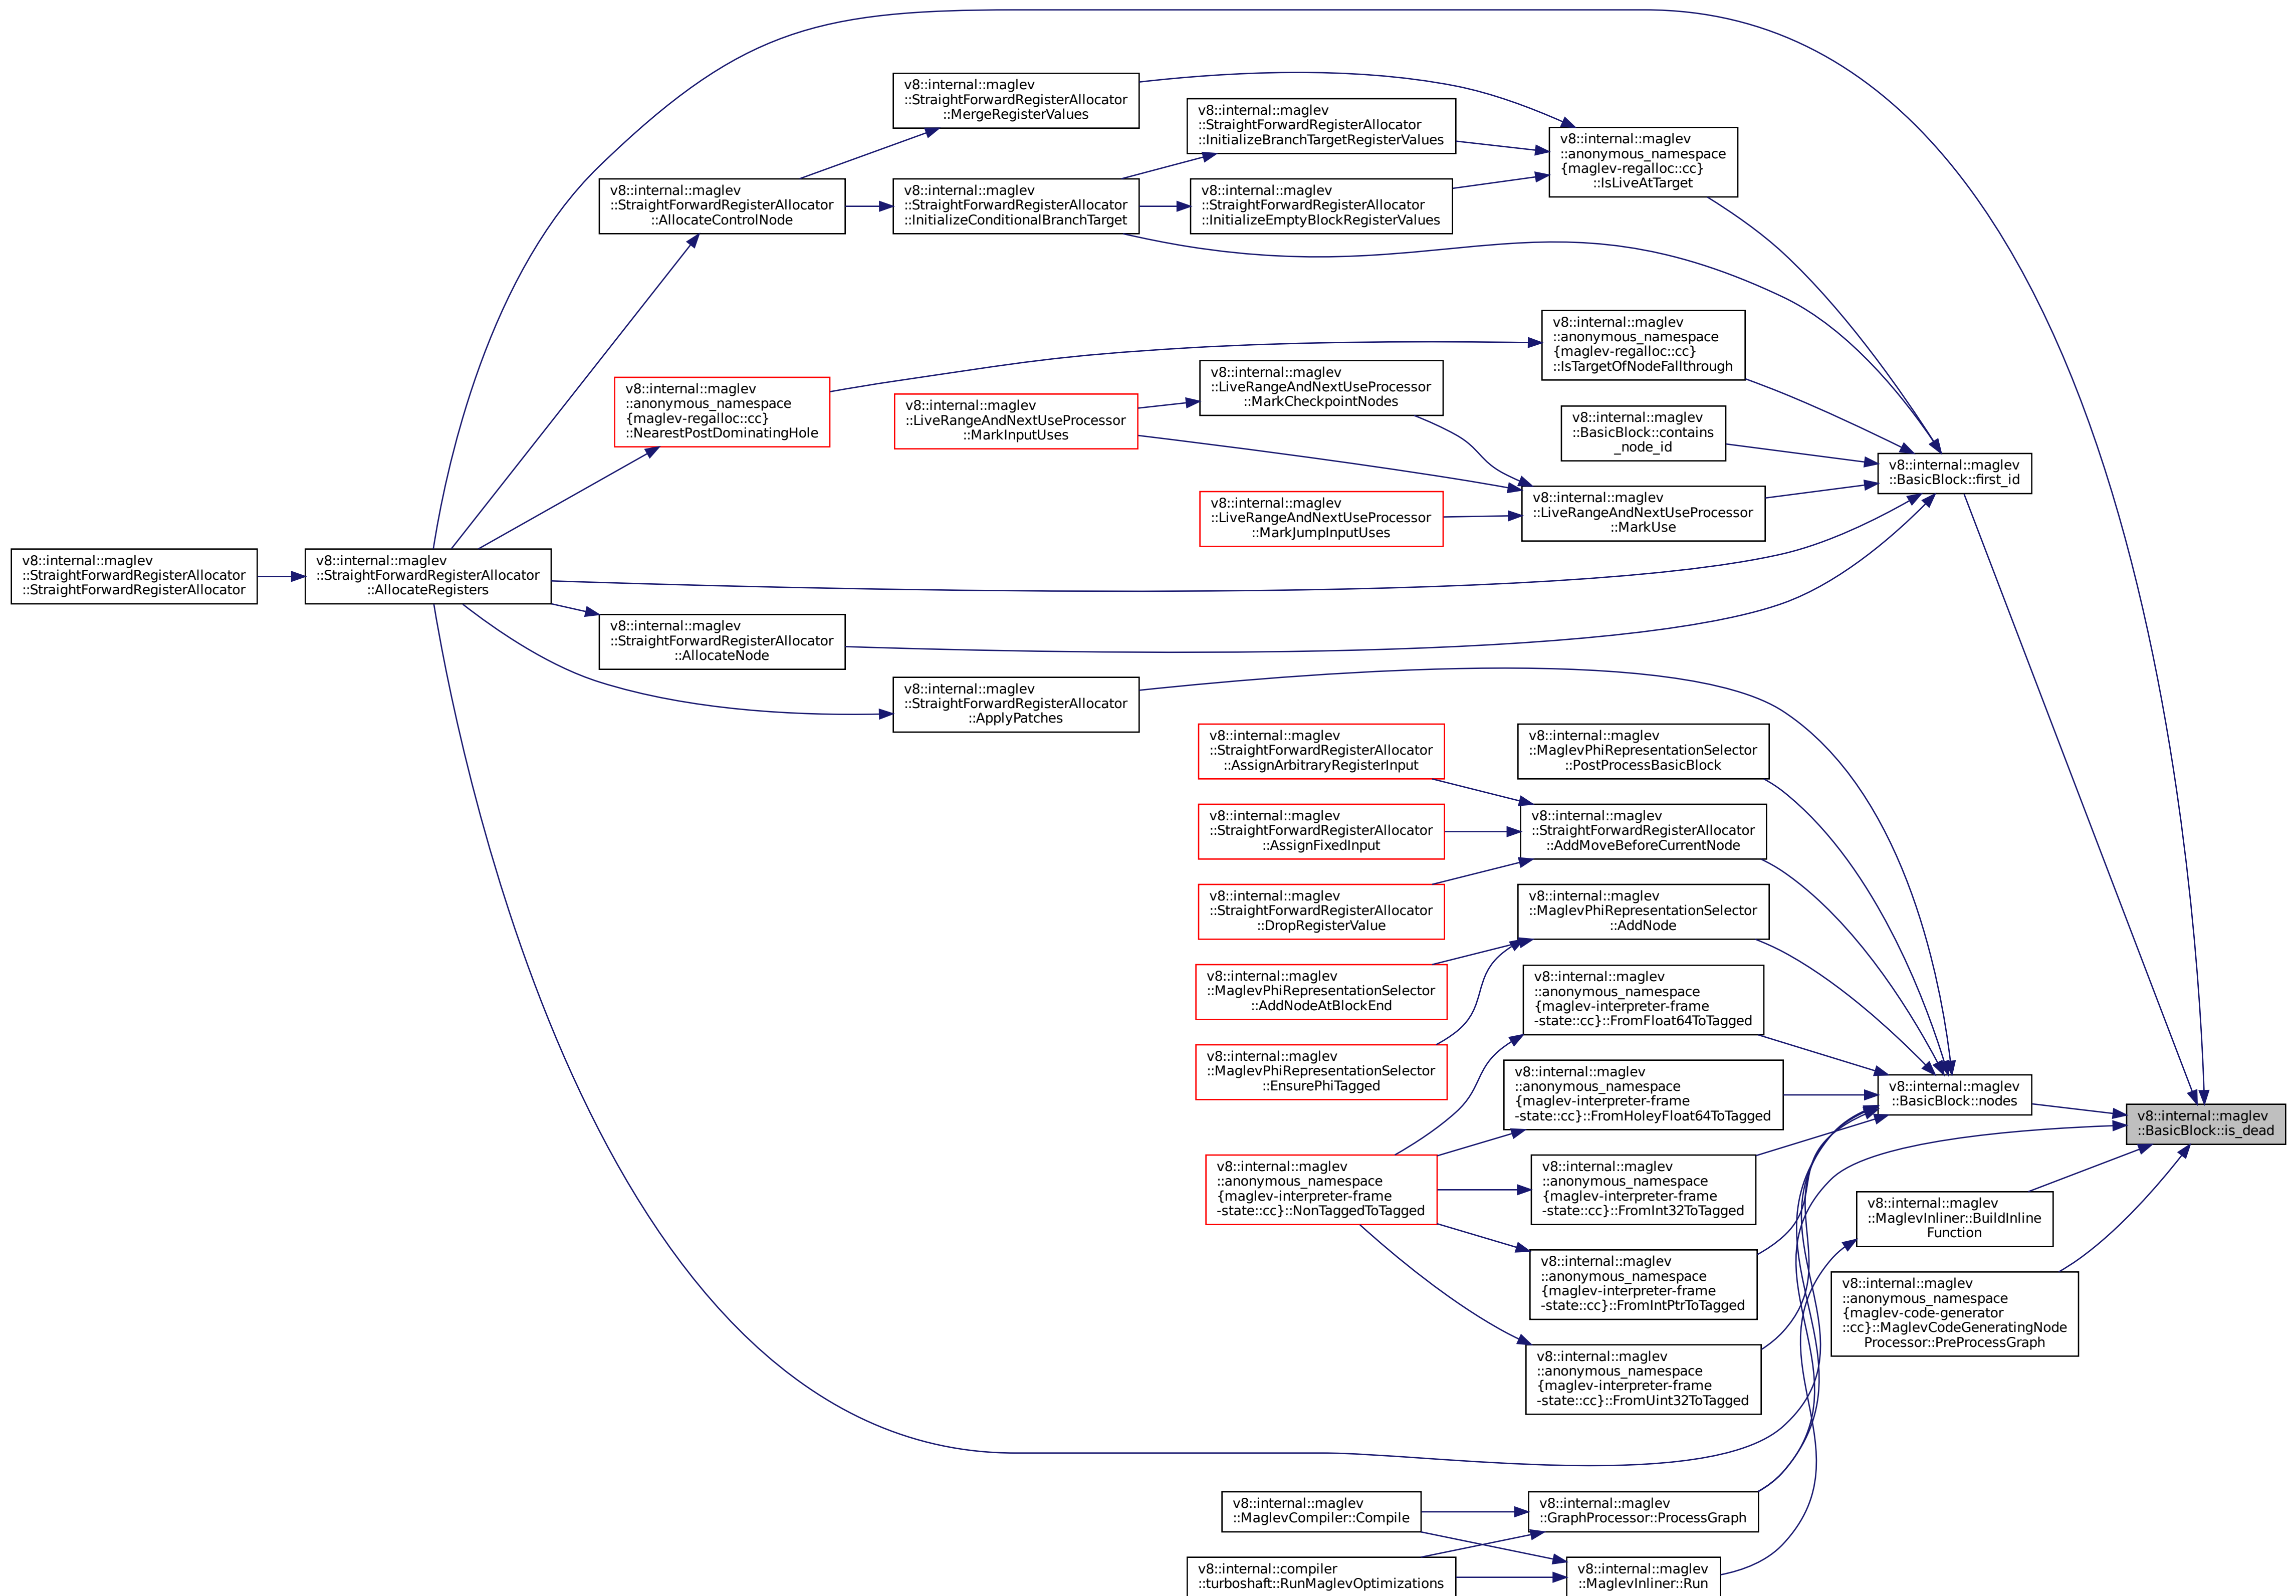 v8::internal::maglev
::StraightForwardRegisterAllocator
::MergeRegisterValues
v8::internal::maglev
::StraightForwardRegisterAllocator
::InitializeBranchTargetRegisterValues
v8::internal::maglev
::anonymous_namespace
{maglev-regalloc::cc}
::IsLiveAtTarget
v8::internal::maglev
::StraightForwardRegisterAllocator
::AllocateControlNode
v8::internal::maglev
::StraightForwardRegisterAllocator
::InitializeConditionalBranchTarget
v8::internal::maglev
::StraightForwardRegisterAllocator
::InitializeEmptyBlockRegisterValues
v8::internal::maglev
::anonymous_namespace
{maglev-regalloc::cc}
::IsTargetOfNodeFallthrough
v8::internal::maglev
::LiveRangeAndNextUseProcessor
::MarkCheckpointNodes
v8::internal::maglev
::anonymous_namespace
{maglev-regalloc::cc}
::NearestPostDominatingHole
v8::internal::maglev
::LiveRangeAndNextUseProcessor
::MarkInputUses
v8::internal::maglev
::BasicBlock::contains
_node_id
v8::internal::maglev
::BasicBlock::first_id
v8::internal::maglev
::LiveRangeAndNextUseProcessor
::MarkJumpInputUses
v8::internal::maglev
::LiveRangeAndNextUseProcessor
::MarkUse
v8::internal::maglev
::StraightForwardRegisterAllocator
::StraightForwardRegisterAllocator
v8::internal::maglev
::StraightForwardRegisterAllocator
::AllocateRegisters
v8::internal::maglev
::StraightForwardRegisterAllocator
::AllocateNode
v8::internal::maglev
::StraightForwardRegisterAllocator
::ApplyPatches
v8::internal::maglev
::StraightForwardRegisterAllocator
::AssignArbitraryRegisterInput
v8::internal::maglev
::MaglevPhiRepresentationSelector
::PostProcessBasicBlock
v8::internal::maglev
::StraightForwardRegisterAllocator
::AssignFixedInput
v8::internal::maglev
::StraightForwardRegisterAllocator
::AddMoveBeforeCurrentNode
v8::internal::maglev
::StraightForwardRegisterAllocator
::DropRegisterValue
v8::internal::maglev
::MaglevPhiRepresentationSelector
::AddNode
v8::internal::maglev
::MaglevPhiRepresentationSelector
::AddNodeAtBlockEnd
v8::internal::maglev
::anonymous_namespace
{maglev-interpreter-frame
-state::cc}::FromFloat64ToTagged
v8::internal::maglev
::MaglevPhiRepresentationSelector
::EnsurePhiTagged
v8::internal::maglev
::anonymous_namespace
{maglev-interpreter-frame
-state::cc}::FromHoleyFloat64ToTagged
v8::internal::maglev
::BasicBlock::nodes
v8::internal::maglev
::BasicBlock::is_dead
v8::internal::maglev
::anonymous_namespace
{maglev-interpreter-frame
-state::cc}::NonTaggedToTagged
v8::internal::maglev
::anonymous_namespace
{maglev-interpreter-frame
-state::cc}::FromInt32ToTagged
v8::internal::maglev
::MaglevInliner::BuildInline
Function
v8::internal::maglev
::anonymous_namespace
{maglev-interpreter-frame
-state::cc}::FromIntPtrToTagged
v8::internal::maglev
::anonymous_namespace
{maglev-code-generator
::cc}::MaglevCodeGeneratingNode
Processor::PreProcessGraph
v8::internal::maglev
::anonymous_namespace
{maglev-interpreter-frame
-state::cc}::FromUint32ToTagged
v8::internal::maglev
::MaglevCompiler::Compile
v8::internal::maglev
::GraphProcessor::ProcessGraph
v8::internal::compiler
::turboshaft::RunMaglevOptimizations
v8::internal::maglev
::MaglevInliner::Run